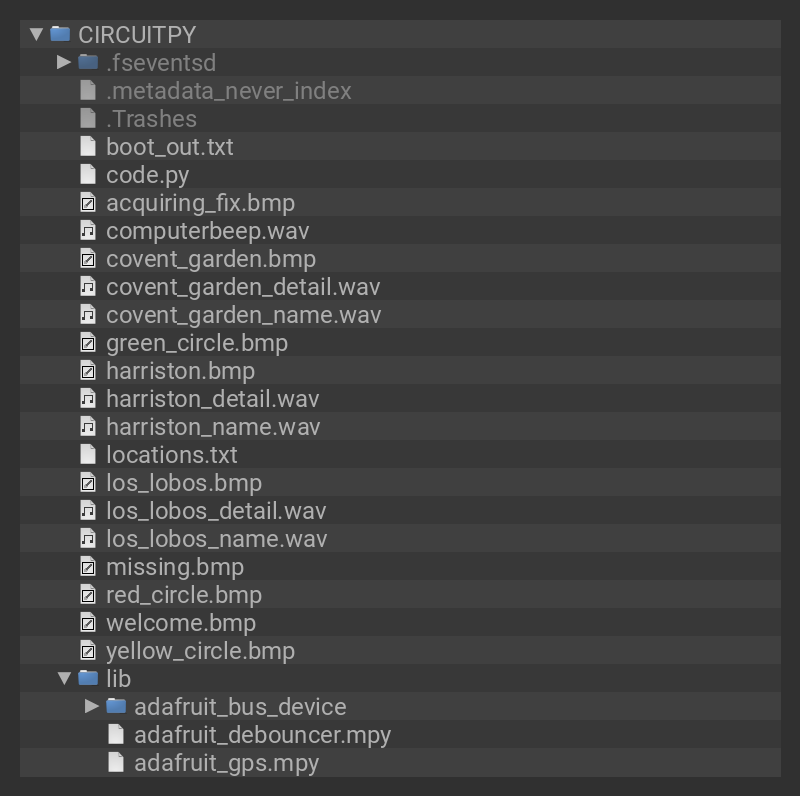 CIRCUITPY
.fseventsd
.metadata_never_index
.Trashes
boot_out.txt
code.py
acquiring_fix.bmp
computerbeep.wav
covent_garden.bmp
covent_garden_detail.wav
covent_garden_name.wav
green_circle.bmp
harriston.bmp
harriston_detail.wav
harriston_name.wav
locations.txt
los_lobos.bmp
los_lobos_detail.wav
los_lobos_name.wav
missing.bmp
red_circle.bmp
welcome.bmp
yellow_circle.bmp
lib
adafruit_bus_device
adafruit_debouncer.mpy
adafruit_gps.mpy